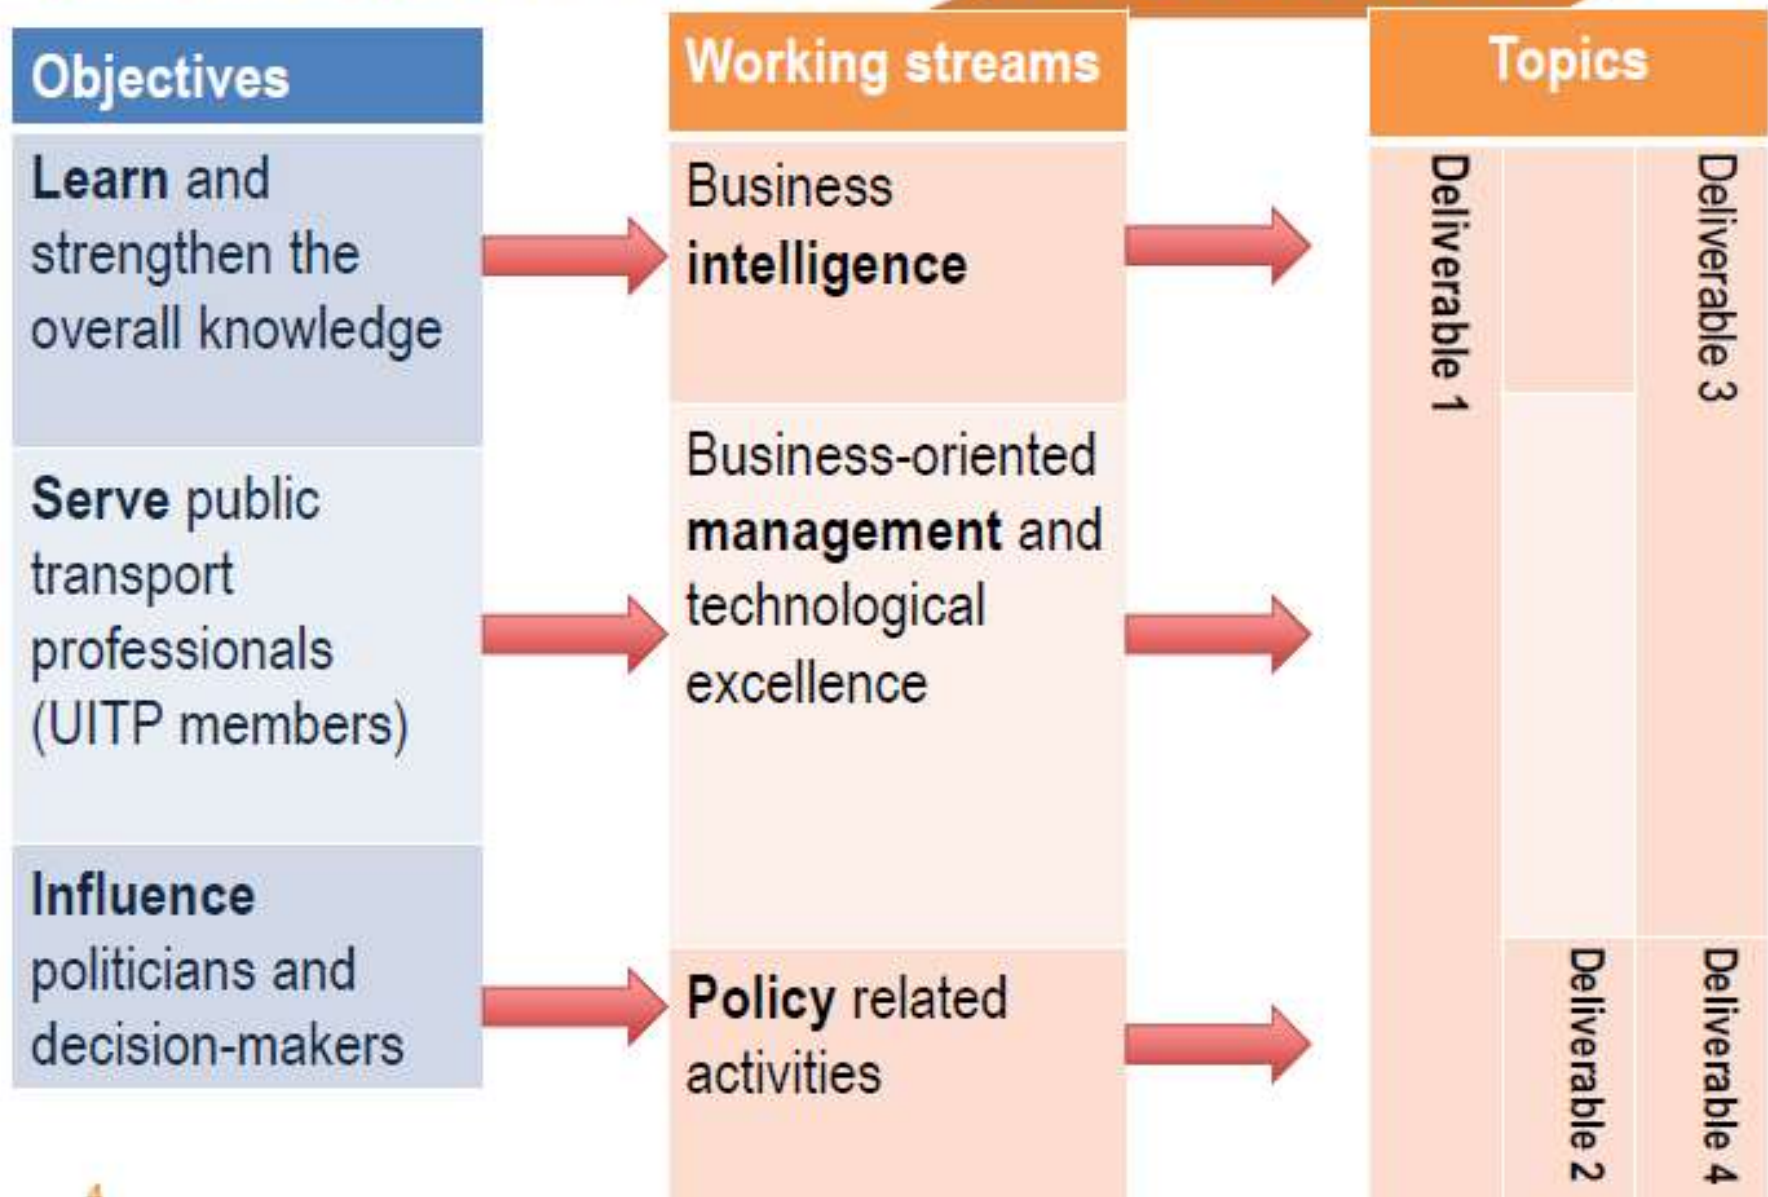 Objectives
Learn and
strengthen the
overall knowledge
Serve public
transport
professionals
(UITP members)
Influence
politicians and
decision-makers
Working streams
Business
intelligence
Business-oriented
management and
technological
excellence
Policy related
activities
Topics
Deliverable 1
Deliverable 3
Deliverable 2
Deliverable 4